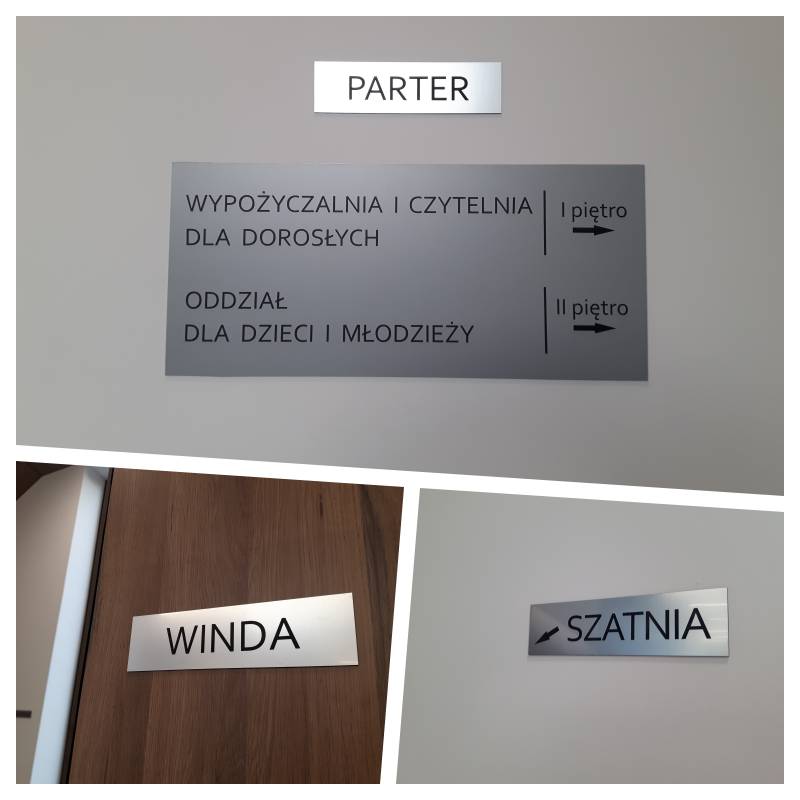 PARTER
WYPOŻYCZALNIA I CZYTELNIA
DLA DOROSŁYCH
I piętro
ODDZIAŁ
DLA DZIECI I MŁODZIEŻY
II piętro
WINDA
SZATNIA